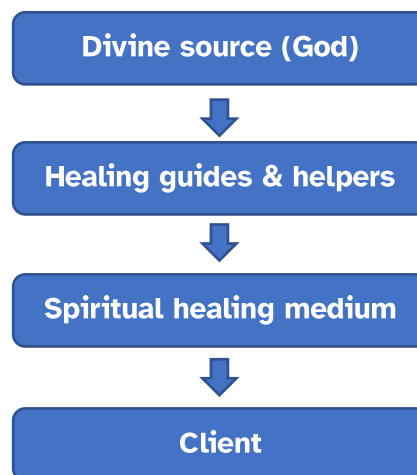 Divine source (God)
Healing guides & helpers
Spiritual healing medium
Client